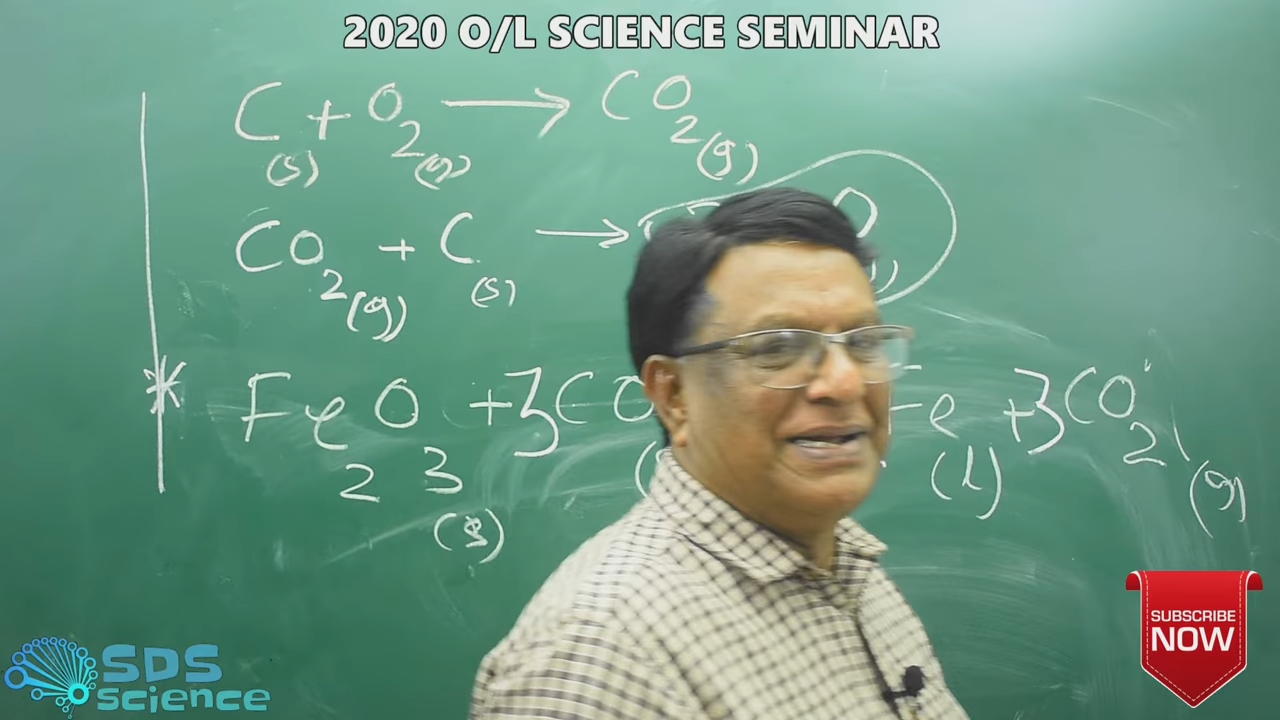 2020 O/L SCIENCE SEMINAR
C(s) + O2(g) → CO2(g)
CO2(g) + C(s) → O
* Fe2O3(s) + 3CO Fe(l) + 3CO2(g)
SDS
Science
SUBSCRIBE
NOW